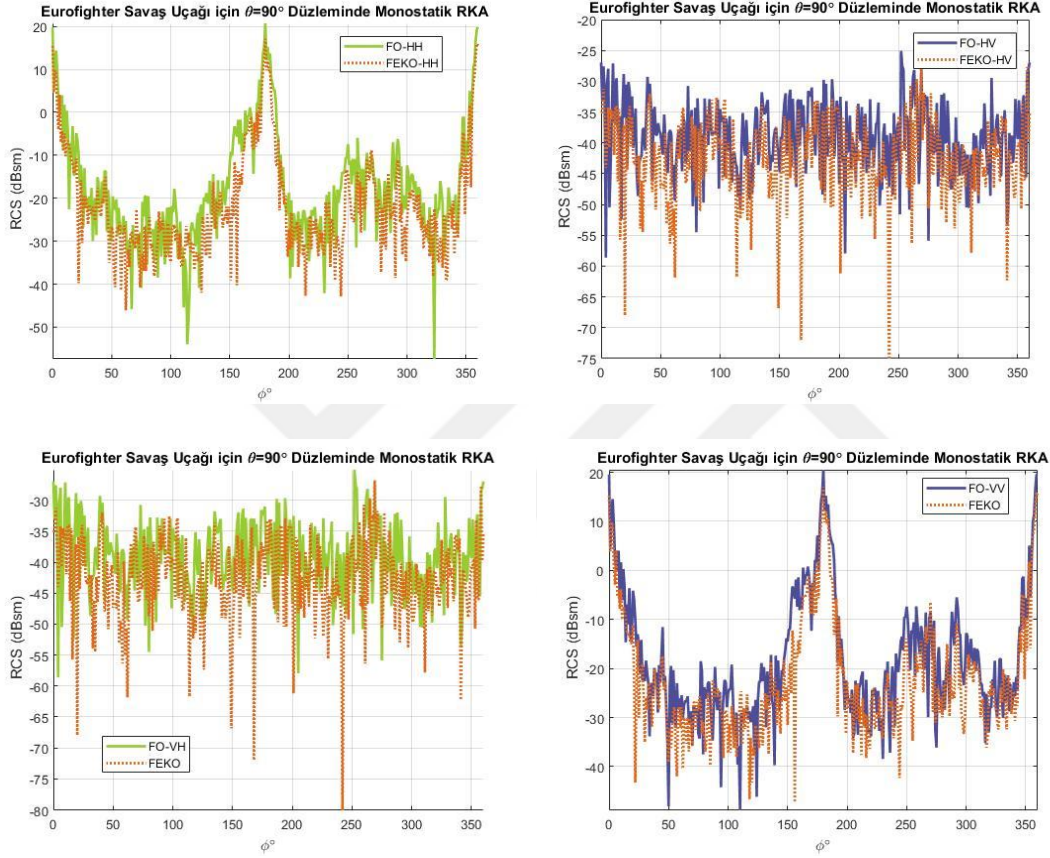 Eurofighter Savaş Uçağı için θ=90° Düzleminde Monostatik RKA
FO-HH
FEKO-HH
RCS (dBsm)
20
10
0
-10
-20
-30
-40
-50
0 50 100 150 200 250 300 350
ϕ°
Eurofighter Savaş Uçağı için θ=90° Düzleminde Monostatik RKA
FO-HV
FEKO-HV
RCS (dBsm)
-20
-25
-30
-35
-40
-45
-50
-55
-60
-65
-70
-75
0 50 100 150 200 250 300 350
ϕ°
Eurofighter Savaş Uçağı için θ=90° Düzleminde Monostatik RKA
FO-VH
FEKO
RCS (dBsm)
-30
-35
-40
-45
-50
-55
-60
-65
-70
-75
-80
0 50 100 150 200 250 300 350
ϕ°
Eurofighter Savaş Uçağı için θ=90° Düzleminde Monostatik RKA
FO-VV
FEKO
RCS (dBsm)
20
10
0
-10
-20
-30
-40
0 50 100 150 200 250 300 350
ϕ°